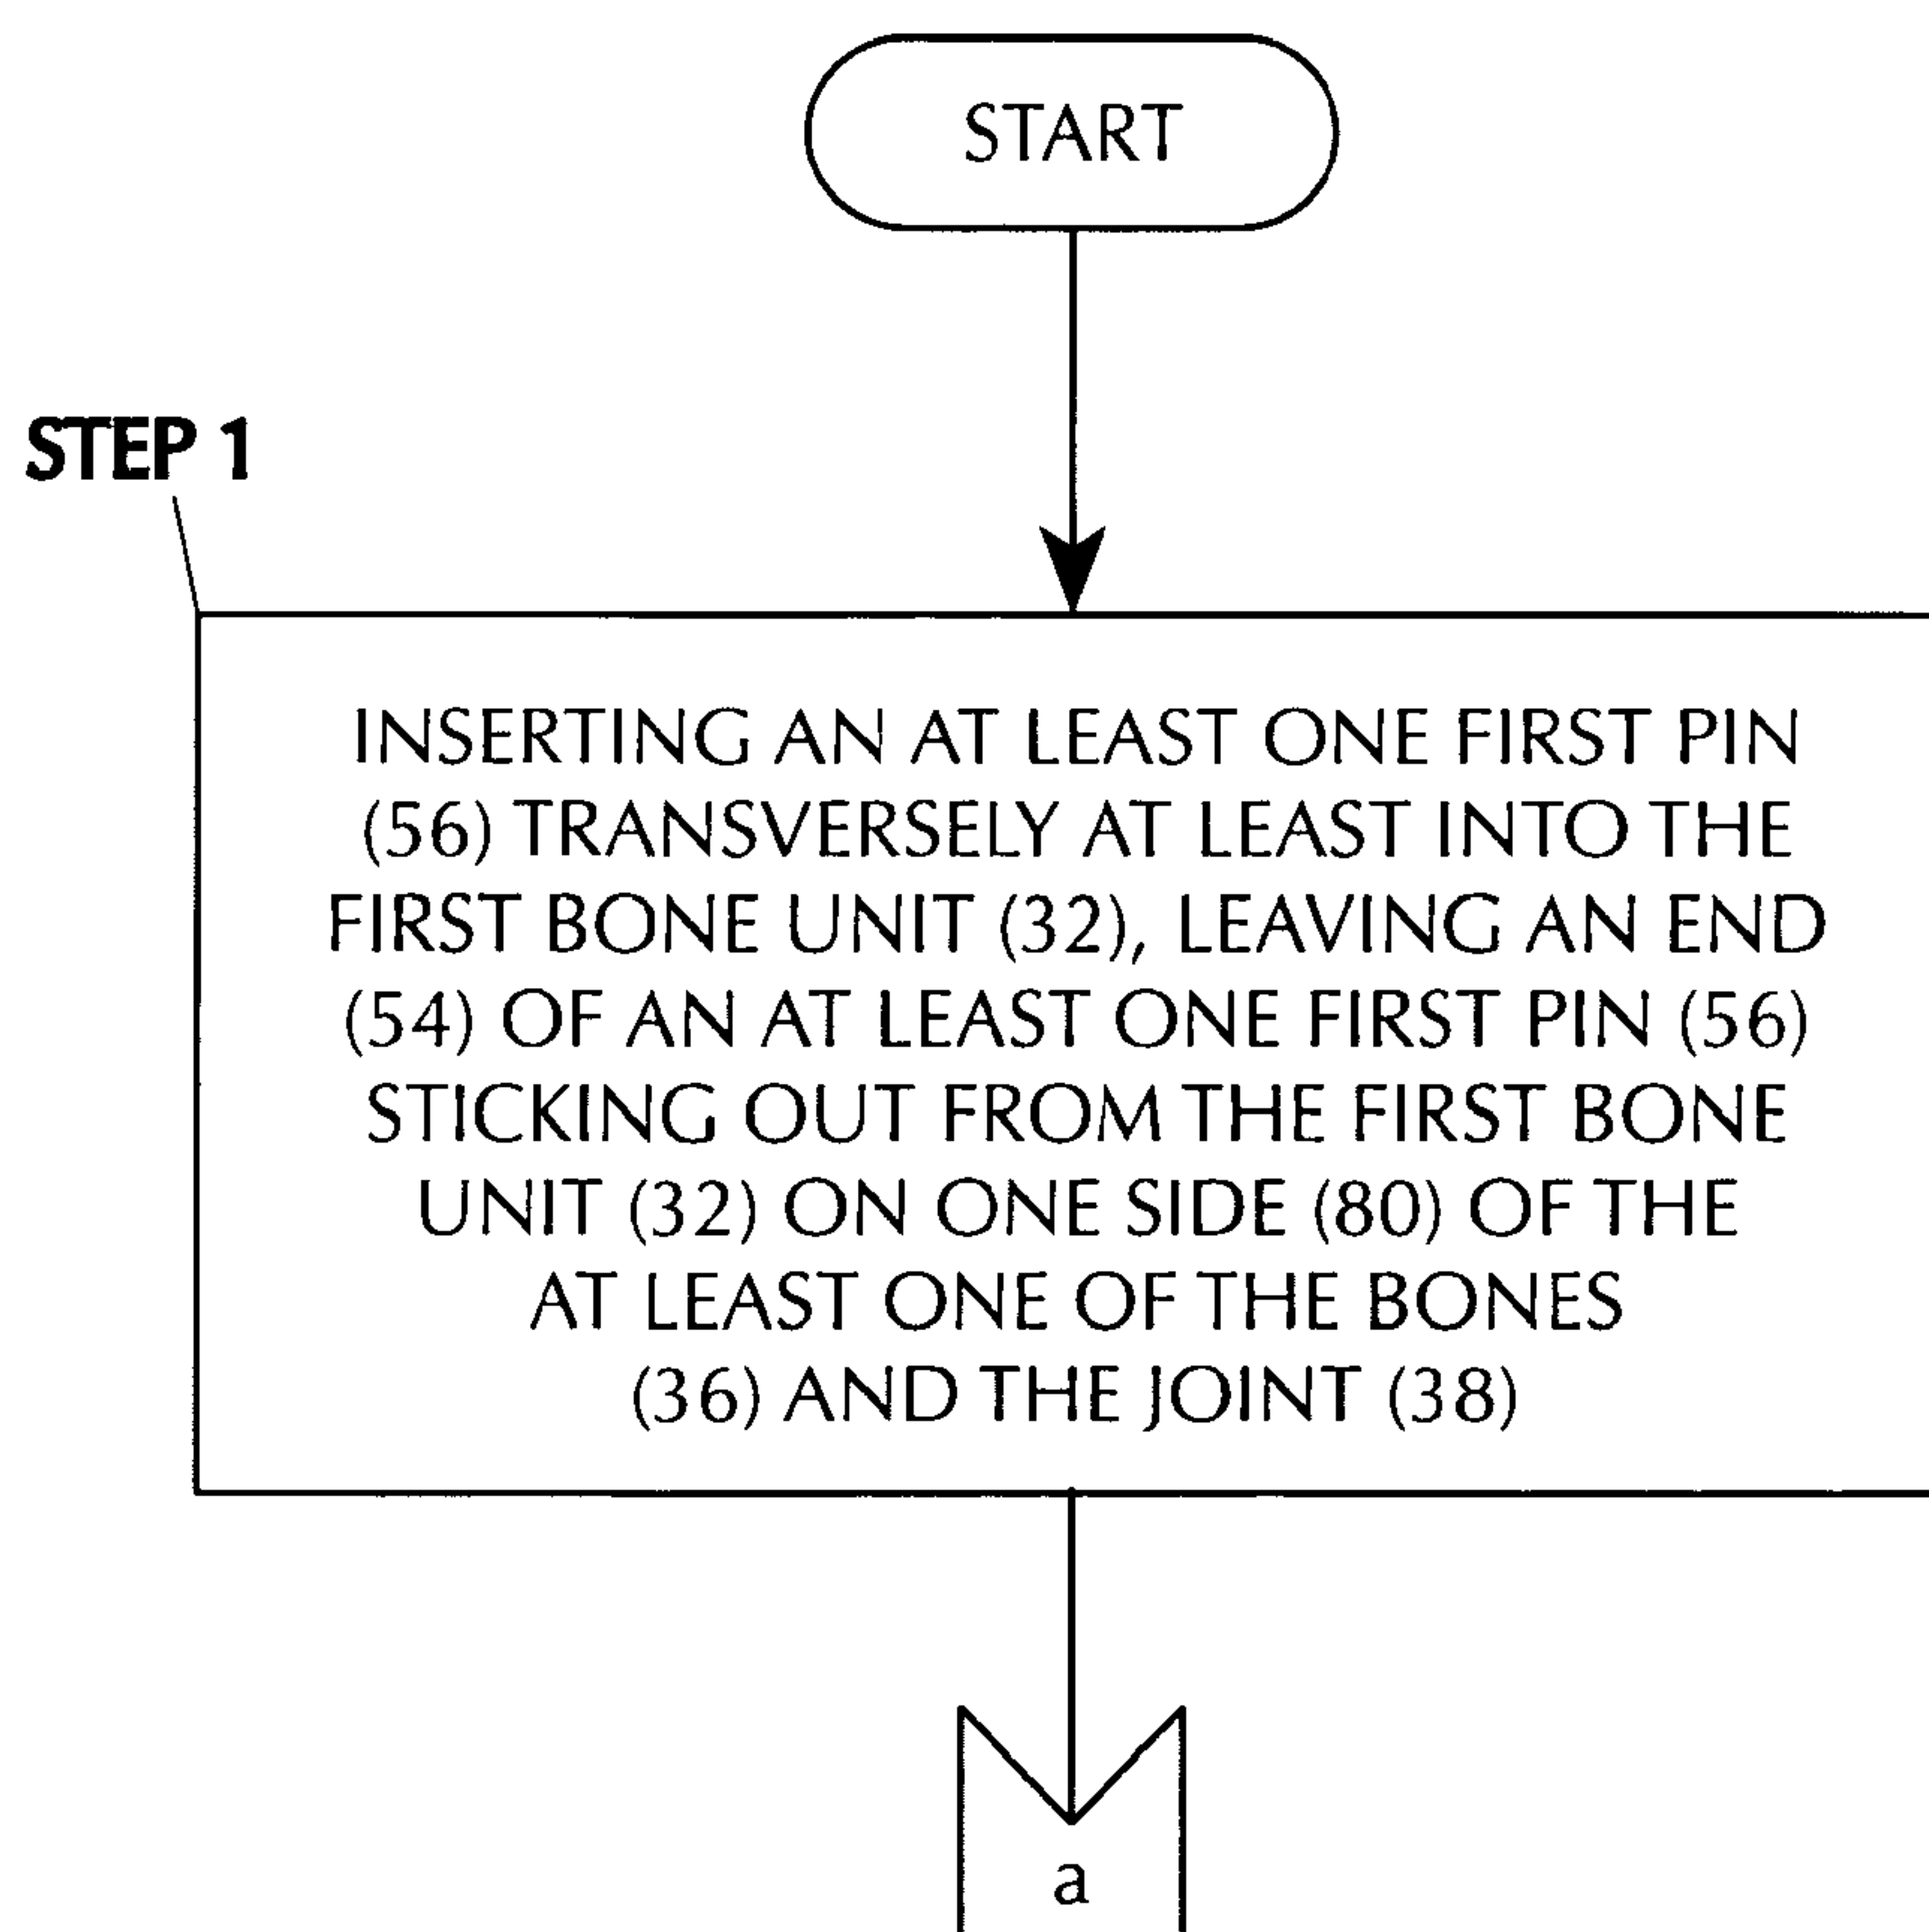 START
STEP 1
INSERTING AN AT LEAST ONE FIRST PIN
(56) TRANSVERSELY AT LEAST INTO THE
FIRST BONE UNIT (32), LEAVING AN END
(54) OF AN AT LEAST ONE FIRST PIN (56)
STICKING OUT FROM THE FIRST BONE
UNIT (32) ON ONE SIDE (80) OF THE
AT LEAST ONE OF THE BONES
(36) AND THE JOINT (38)
a